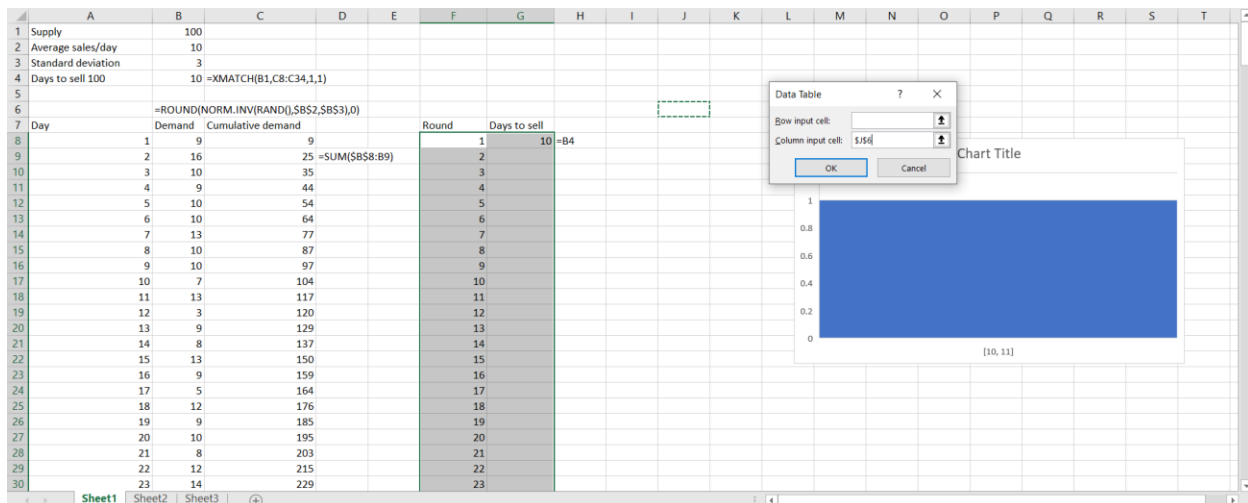 A B C D E F G H I J K L M N O P Q R S T
1 Supply 100
2 Average sales/day 10
3 Standard deviation 3
4 Days to sell 100 10 =XMATCH(B1,C8:C34,1,1)
5
6 =ROUND(NORM.INV(RAND(),$B$2,$B$3),0)
7 Day Demand Cumulative demand Round Days to sell
8 1 9 9 1 10 =B4
9 2 16 25 =SUM($B$8:B9) 2
10 3 10 35 3
11 4 9 44 4
12 5 10 54 5
13 6 10 64 6
14 7 13 77 7
15 8 10 87 8
16 9 10 97 9
17 10 7 104 10
18 11 13 117 11
19 12 3 120 12
20 13 9 129 13
21 14 8 137 14
22 15 13 150 15
23 16 9 159 16
24 17 5 164 17
25 18 12 176 18
26 19 9 185 19
27 20 10 195 20
28 21 8 203 21
29 22 12 215 22
30 23 14 229 23
Data Table ? ×
Row input cell:
Column input cell: $J$6
OK Cancel
Chart Title
1
0.8
0.6
0.4
0.2
0
[10, 11]
Sheet1 Sheet2 Sheet3